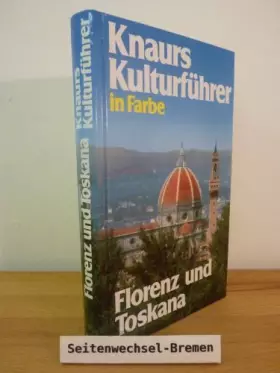 Knaurs
Kulturführer
in Farbe
Florenz und
Toskana
Florenz und Toskana
Knaurs
Kulturführer
Seitenwechsel-Bremen